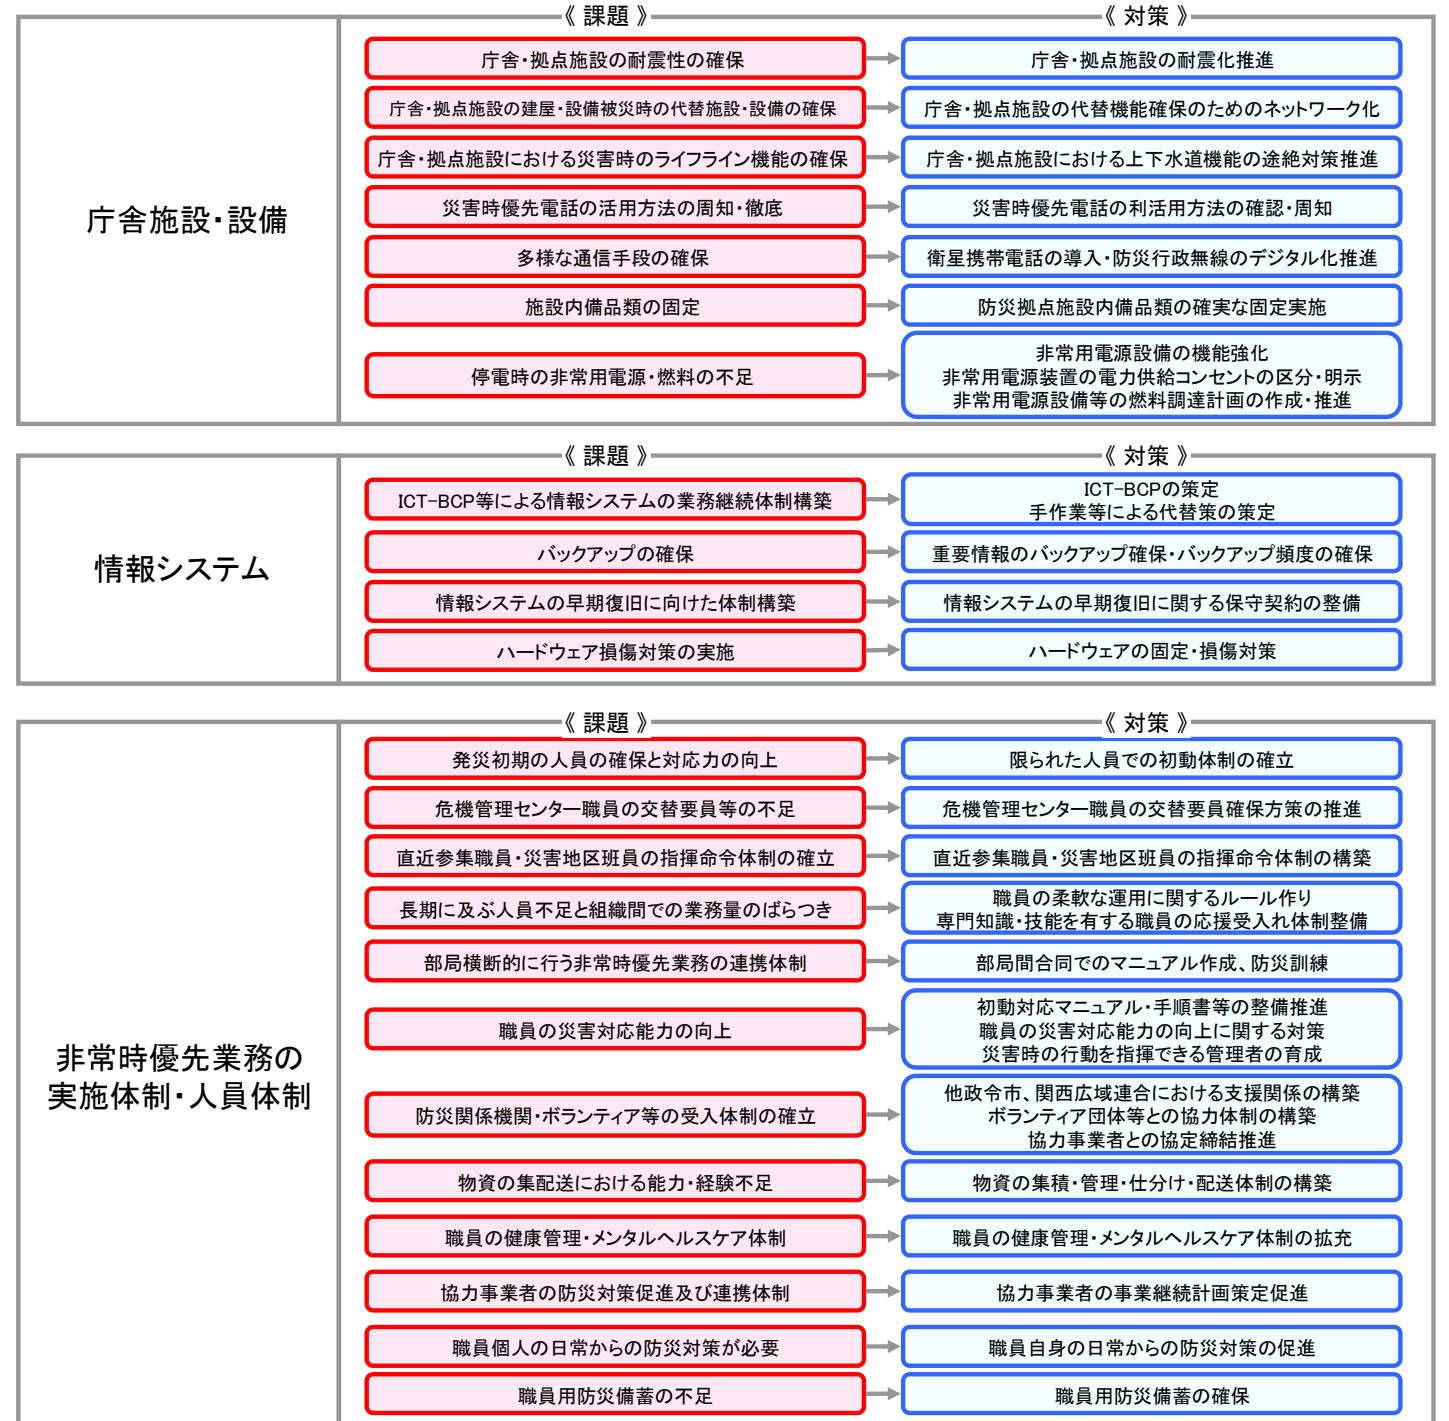 《 課題 》
《 対策 》
庁舎施設・設備
庁舎・拠点施設の耐震性の確保
庁舎・拠点施設の耐震化推進
庁舎・拠点施設の建屋・設備被災時の代替施設・設備の確保
庁舎・拠点施設の代替機能確保のためのネットワーク化
庁舎・拠点施設における災害時のライフライン機能の確保
庁舎・拠点施設における上下水道機能の途絶対策推進
災害時優先電話の活用方法の周知・徹底
災害時優先電話の利活用方法の確認・周知
多様な通信手段の確保
衛星携帯電話の導入・防災行政無線のデジタル化推進
施設内備品類の固定
防災拠点施設内備品類の確実な固定実施
停電時の非常用電源・燃料の不足
非常用電源設備の機能強化
非常用電源装置の電力供給コンセントの区分・明示
非常用電源設備等の燃料調達計画の作成・推進
《 課題 》
《 対策 》
情報システム
ICT-BCP等による情報システムの業務継続体制構築
ICT-BCPの策定
手作業等による代替策の策定
バックアップの確保
重要情報のバックアップ確保・バックアップ頻度の確保
情報システムの早期復旧に向けた体制構築
情報システムの早期復旧に関する保守契約の整備
ハードウェア損傷対策の実施
ハードウェアの固定・損傷対策
《 課題 》
《 対策 》
非常時優先業務の
実施体制・人員体制
発災初期の人員の確保と対応力の向上
限られた人員での初動体制の確立
危機管理センター職員の交替要員等の不足
危機管理センター職員の交替要員確保方策の推進
直近参集職員・災害地区班員の指揮命令体制の確立
直近参集職員・災害地区班員の指揮命令体制の構築
長期に及ぶ人員不足と組織間での業務量のばらつき
職員の柔軟な運用に関するルール作り
専門知識・技能を有する職員の応援受入れ体制整備
部局横断的に行う非常時優先業務の連携体制
部局間合同でのマニュアル作成、防災訓練
職員の災害対応能力の向上
初動対応マニュアル・手順書等の整備推進
職員の災害対応能力の向上に関する対策
災害時の行動を指揮できる管理者の育成
防災関係機関・ボランティア等の受入体制の確立
他政令市、関西広域連合における支援関係の構築
ボランティア団体等との協力体制の構築
協力事業者との協定締結推進
物資の集配送における能力・経験不足
物資の集積・管理・仕分け・配送体制の構築
職員の健康管理・メンタルヘルスケア体制
職員の健康管理・メンタルヘルスケア体制の拡充
協力事業者の防災対策促進及び連携体制
協力事業者の事業継続計画策定促進
職員個人の日常からの防災対策が必要
職員自身の日常からの防災対策の促進
職員用防災備蓄の不足
職員用防災備蓄の確保